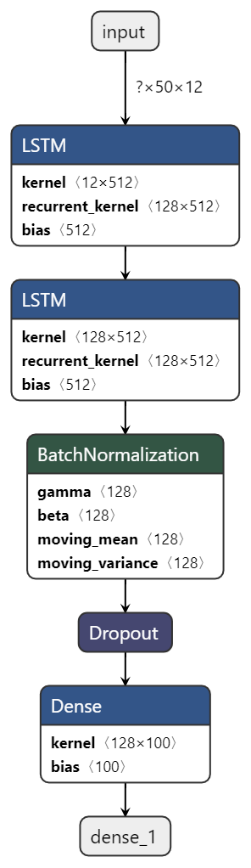 input
?×50×12
LSTM
kernel 〈12×512〉
recurrent_kernel 〈128×512〉
bias 〈512〉
LSTM
kernel 〈128×512〉
recurrent_kernel 〈128×512〉
bias 〈512〉
BatchNormalization
gamma 〈128〉
beta 〈128〉
moving_mean 〈128〉
moving_variance 〈128〉
Dropout
Dense
kernel 〈128×100〉
bias 〈100〉
dense_1